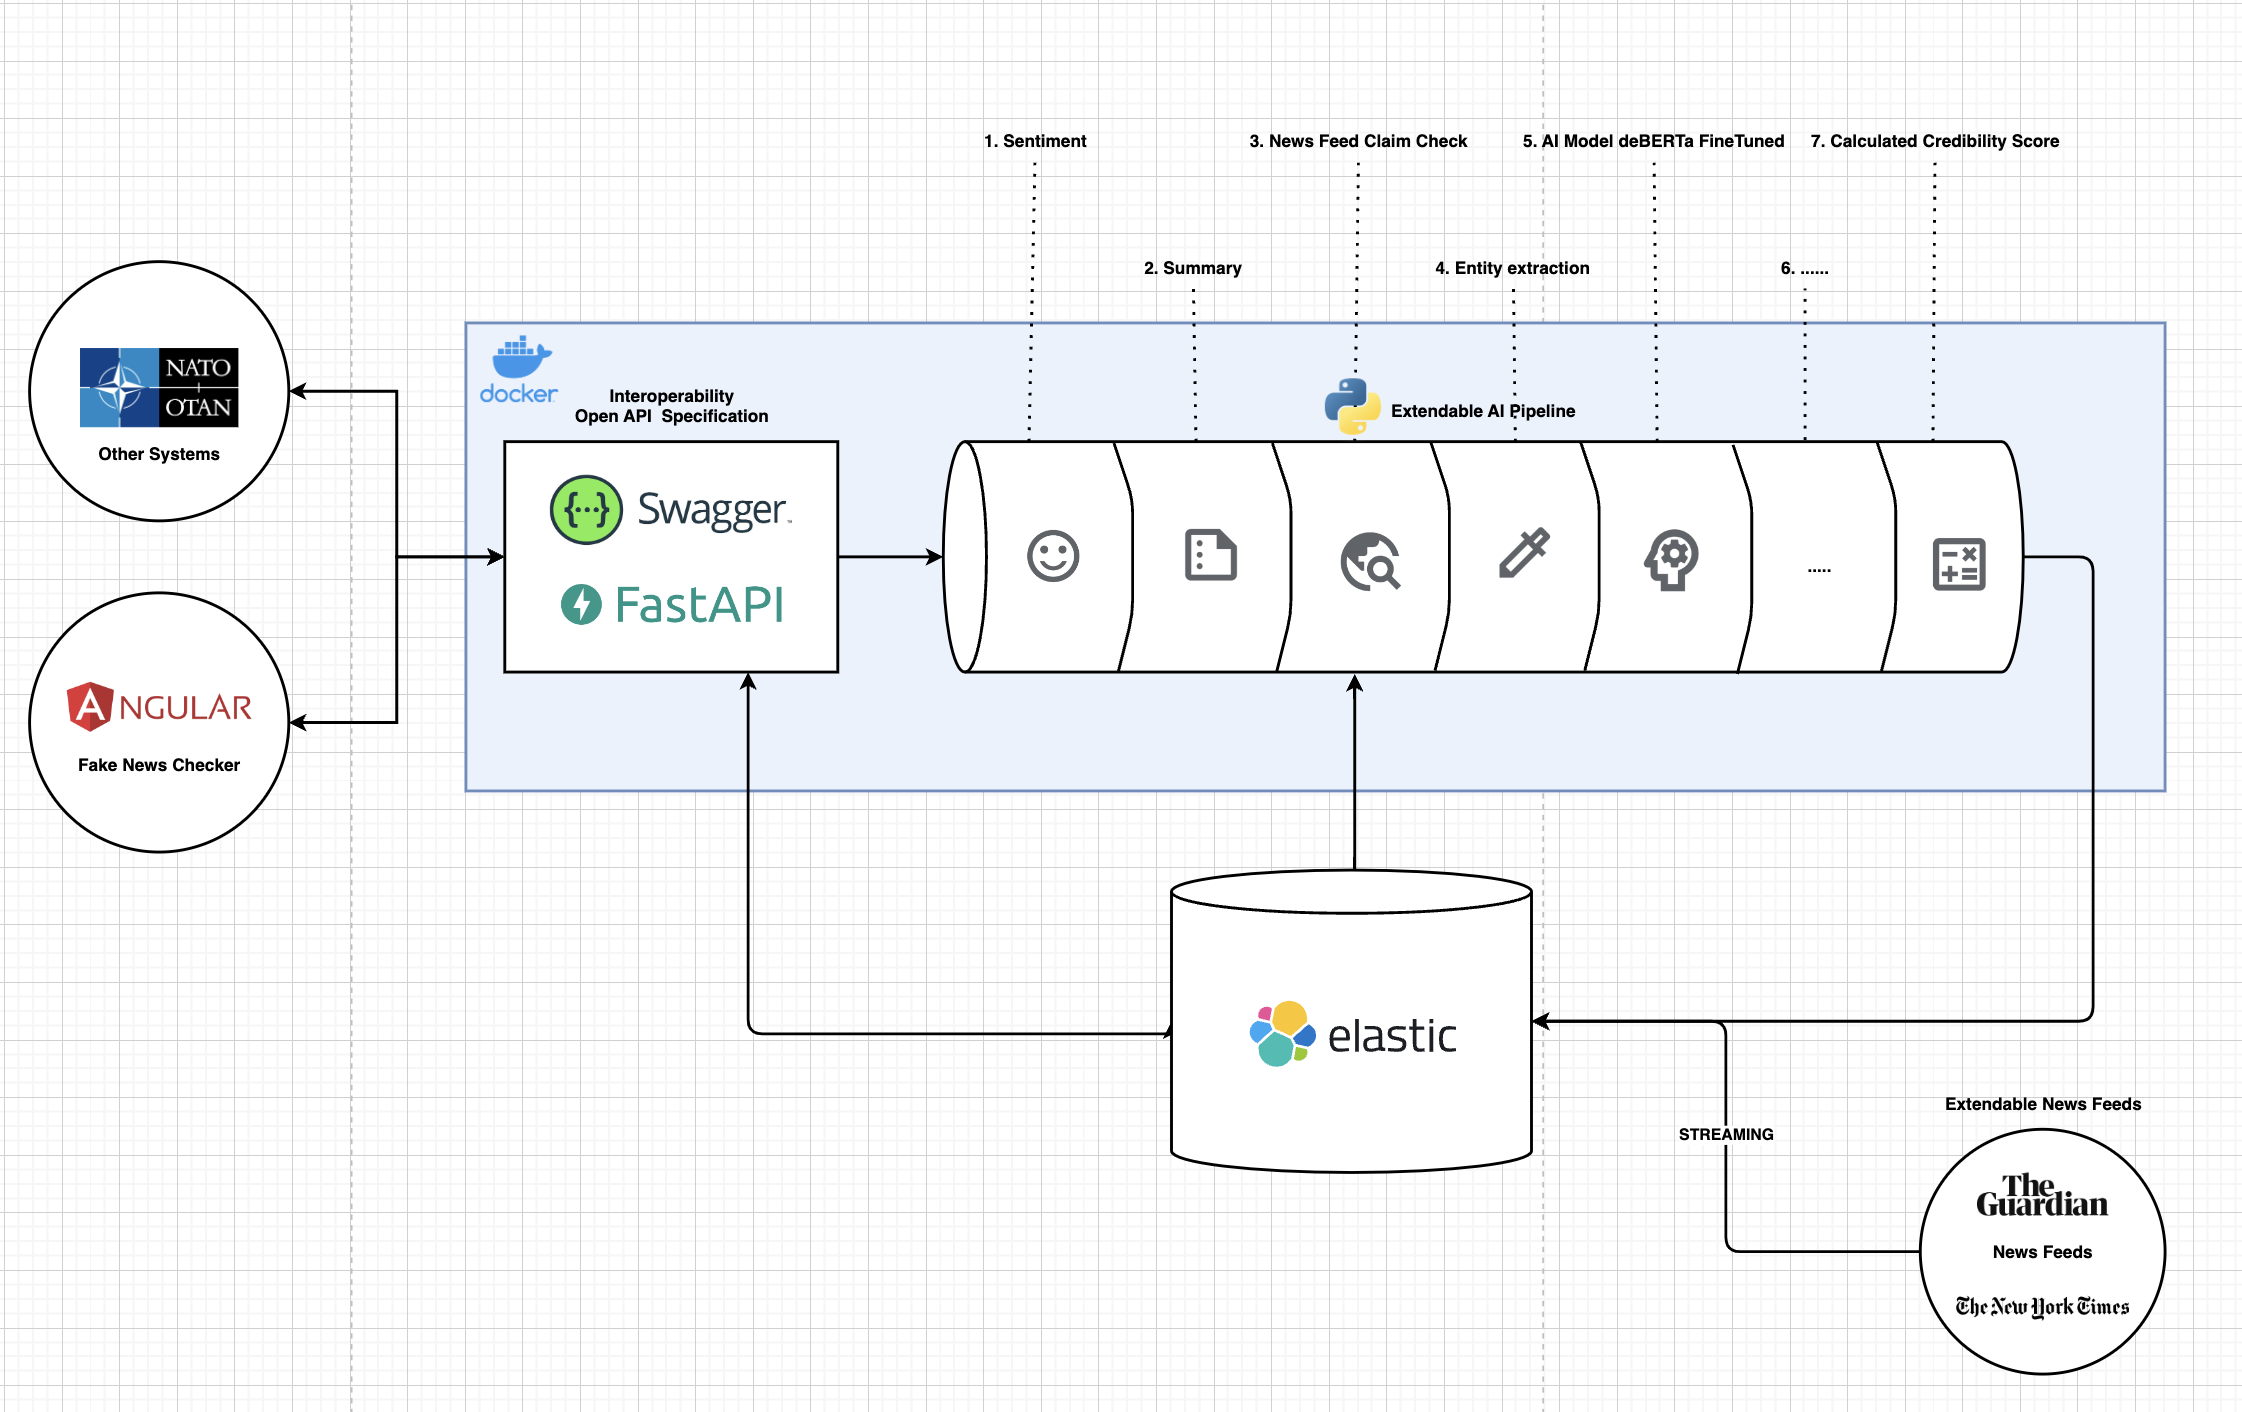 1. Sentiment
3. News Feed Claim Check
5. AI Model deBERTa FineTuned
7. Calculated Credibility Score
2. Summary
4. Entity extraction
6. ......
NATO
OTAN
Other Systems
docker
Interoperability
Open API Specification
Extendable AI Pipeline
{···} Swagger™
FastAPI
.....
ANGULAR
Fake News Checker
elastic
Extendable News Feeds
STREAMING
The
Guardian
News Feeds
The New York Times